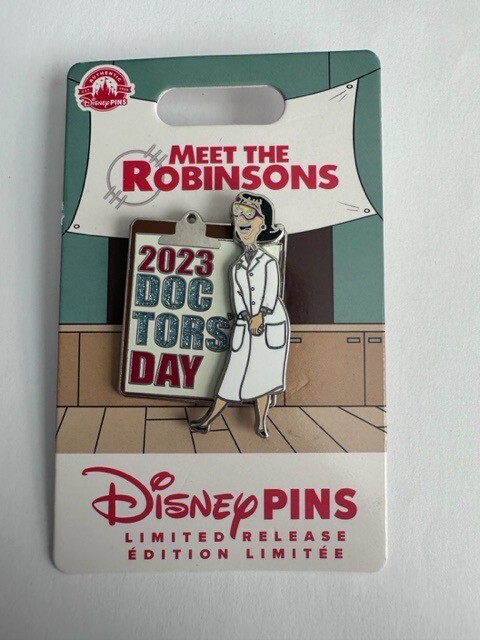 AUTHENTIC
Disney PINS
MEET THE
ROBINSONS
2023
DOC
TORS'
DAY
Disney PINS
LIMITED RELEASE
ÉDITION LIMITÉE